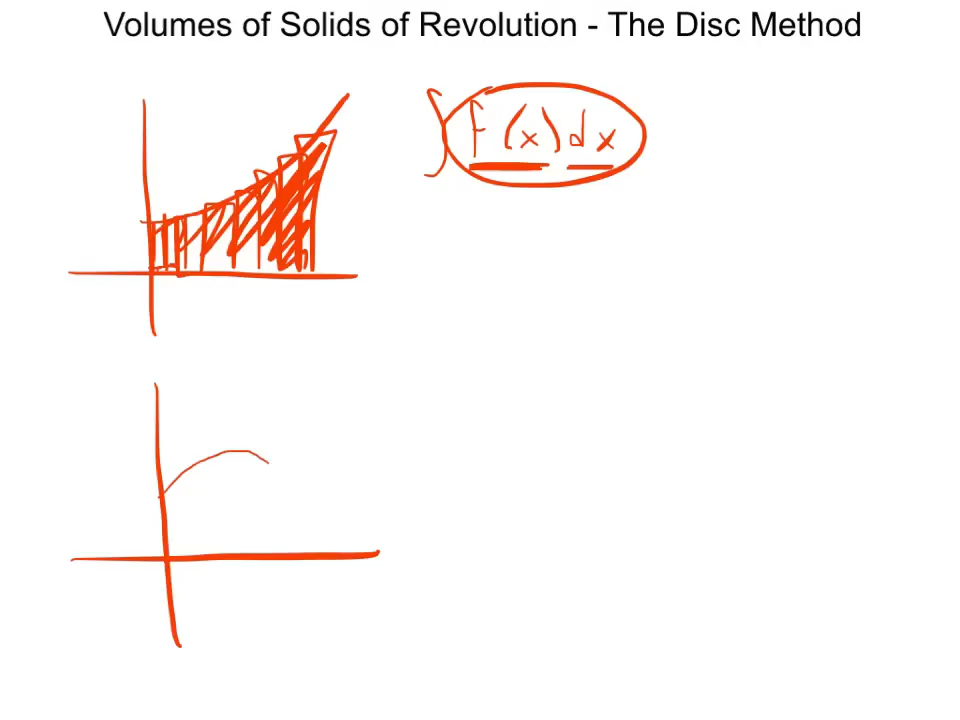 Volumes of Solids of Revolution - The Disc Method
∫ f(x) dx